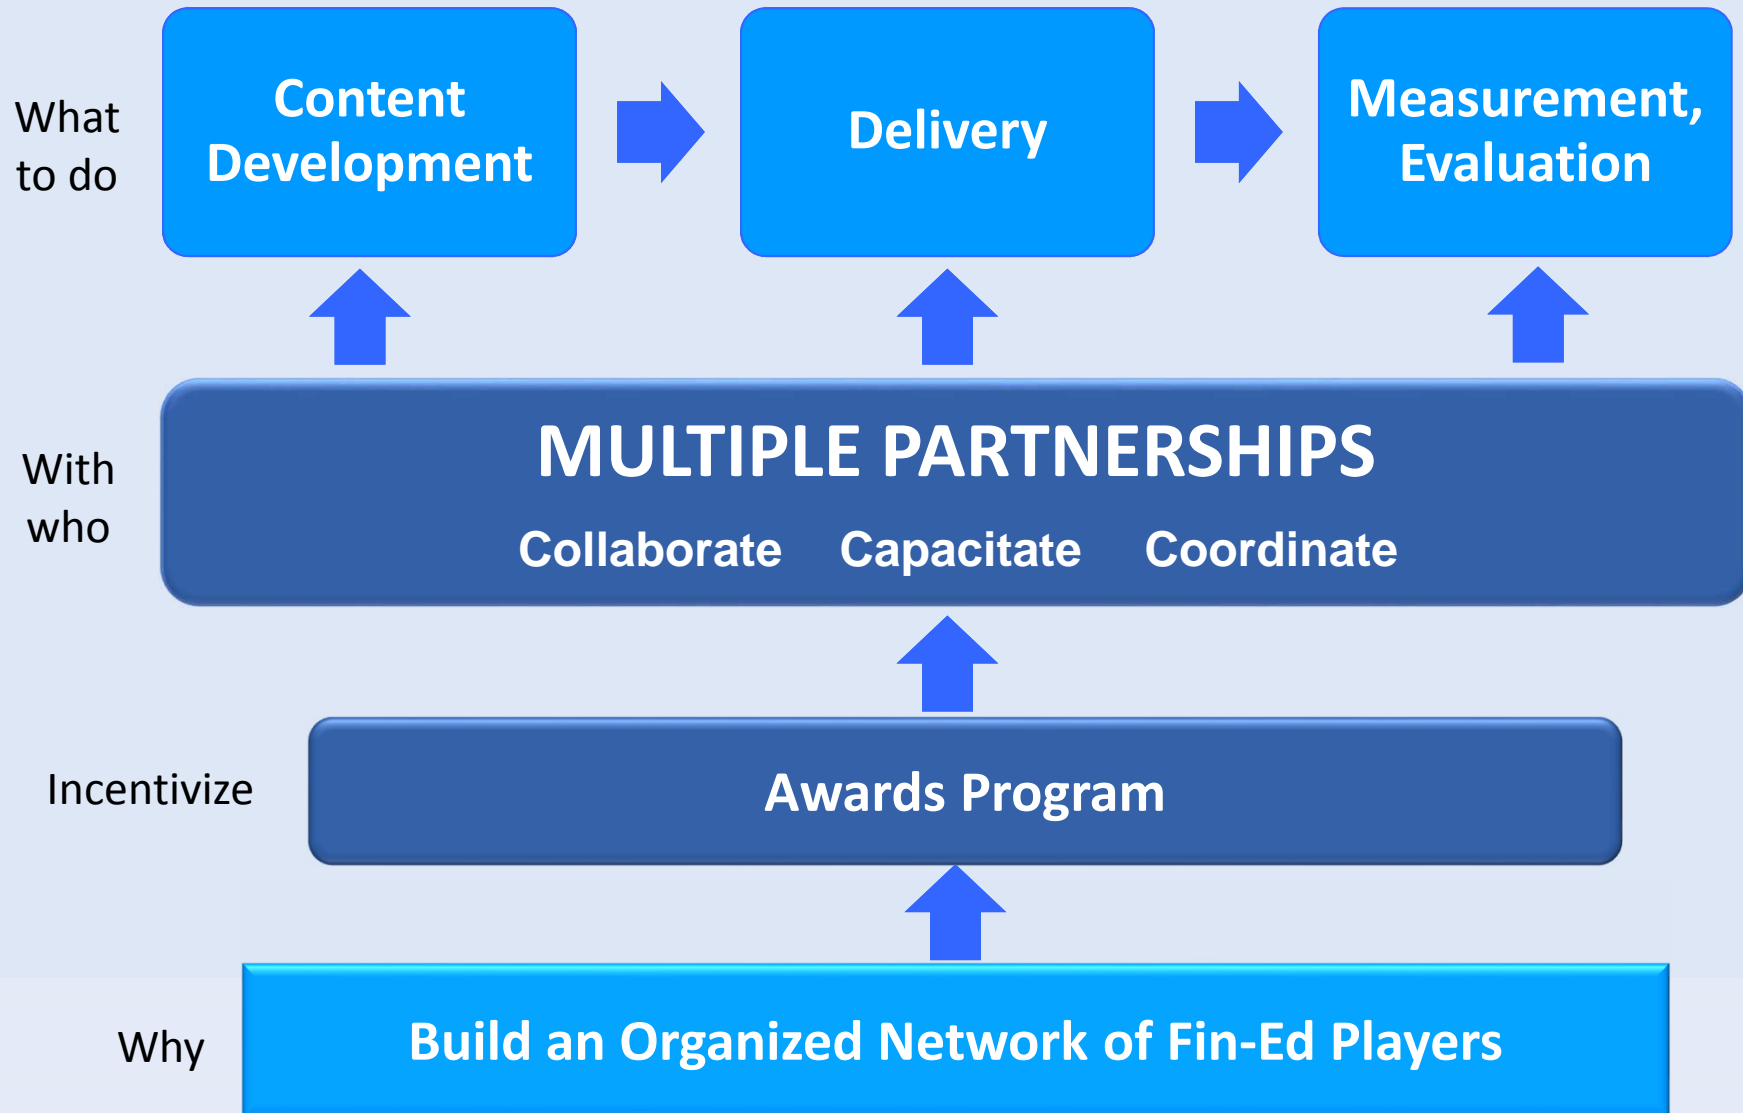 What
to do
Content
Development
Delivery
Measurement,
Evaluation
With
who
MULTIPLE PARTNERSHIPS
Collaborate Capacitate Coordinate
Incentivize
Awards Program
Why
Build an Organized Network of Fin-Ed Players